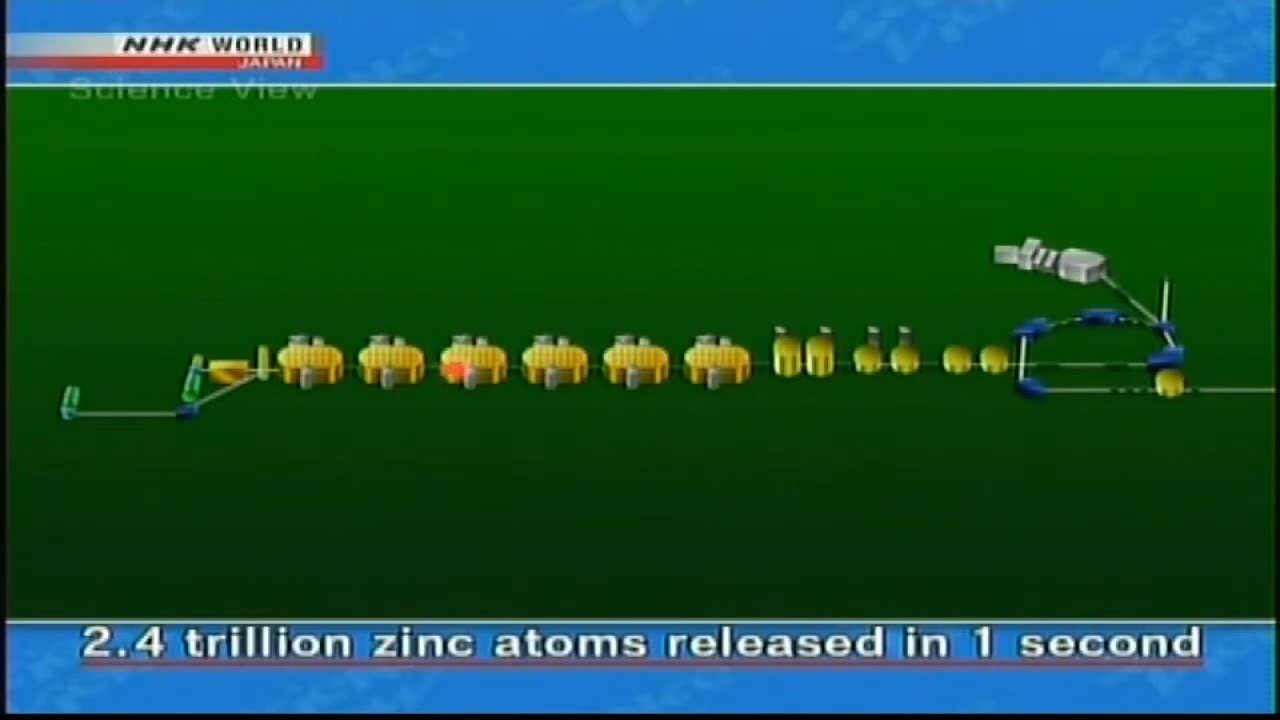 NHK WORLD
JAPAN
Science View
2.4 trillion zinc atoms released in 1 second